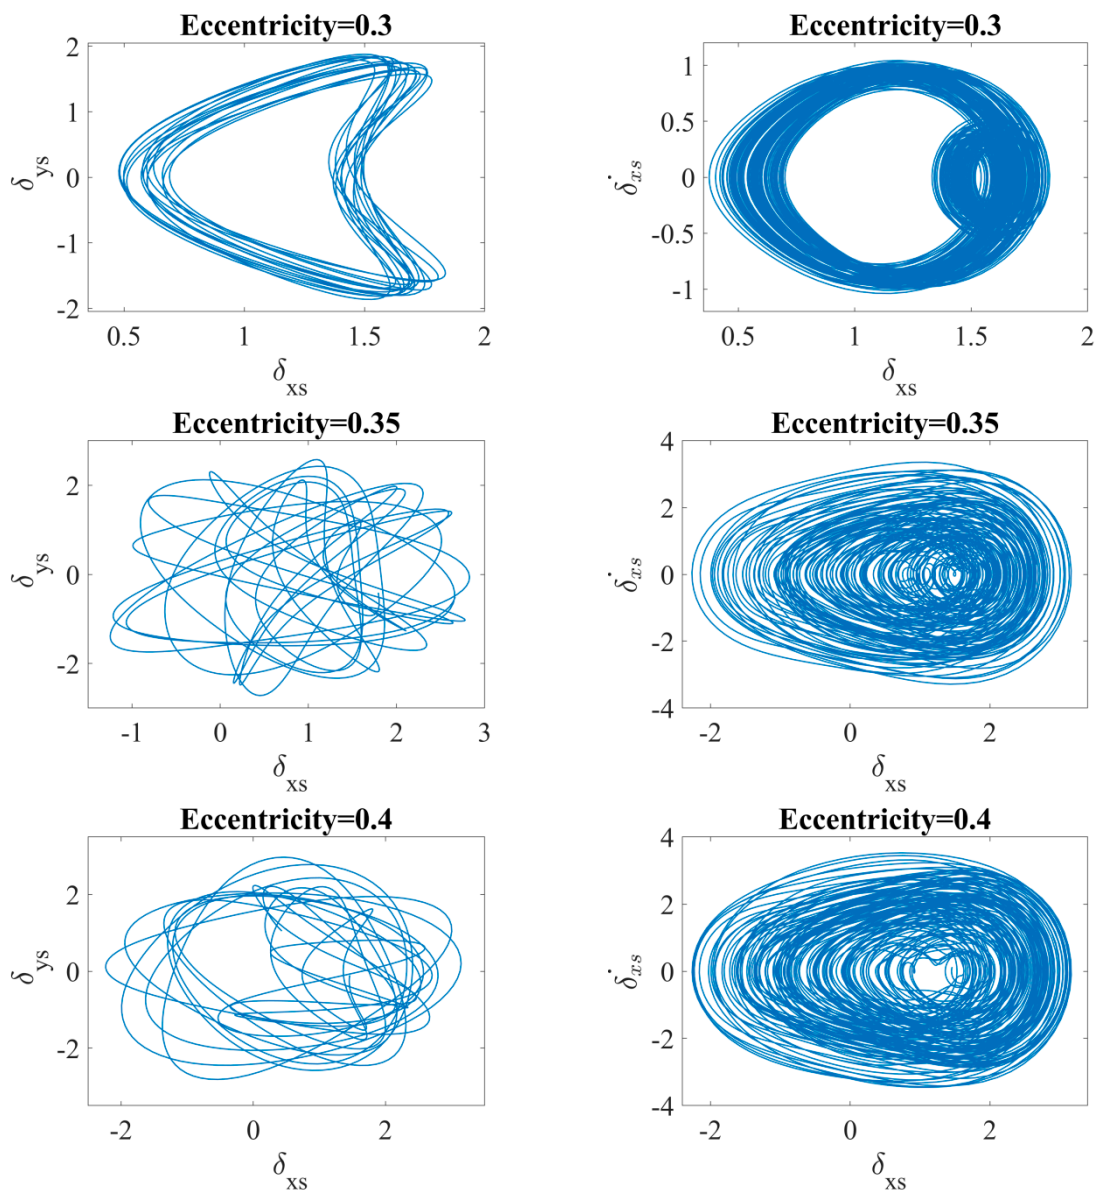 Eccentricity=0.3
2
1
0
-1
-2
0.5 1 1.5 2
δys
δxs
Eccentricity=0.3
1
0.5
0
-0.5
-1
0.5 1 1.5 2
δ̇xs
δxs
Eccentricity=0.35
2
0
-2
-1 0 1 2 3
δys
δxs
Eccentricity=0.35
4
2
0
-2
-4
-2 0 2
δ̇xs
δxs
Eccentricity=0.4
2
0
-2
-2 0 2
δys
δxs
Eccentricity=0.4
4
2
0
-2
-4
-2 0 2
δ̇xs
δxs